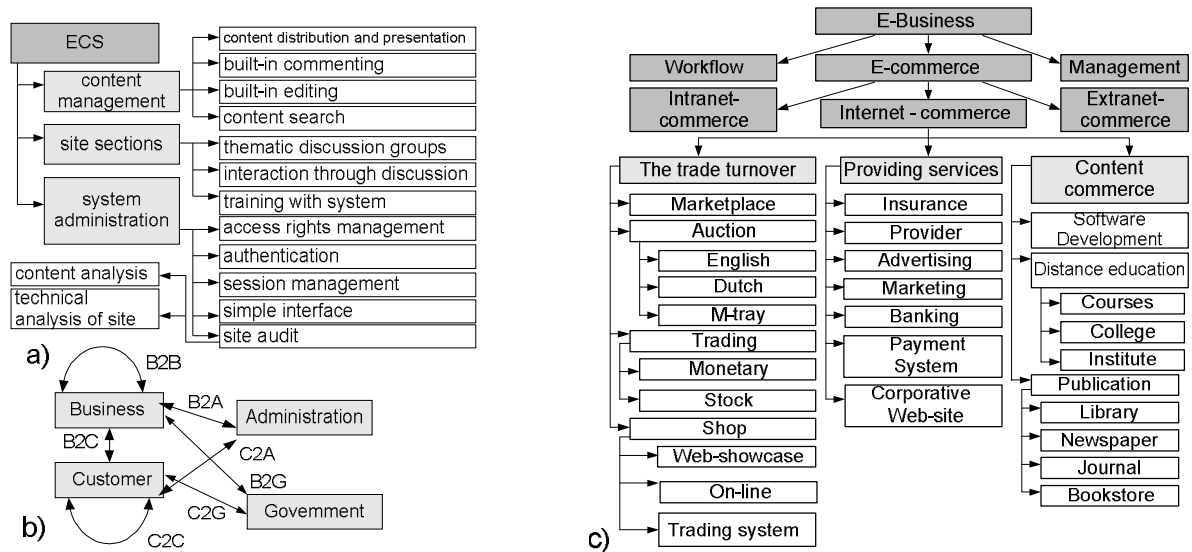 ECS
content
management
site sections
system
administration
content distribution and presentation
built-in commenting
built-in editing
content search
thematic discussion groups
interaction through discussion
training with system
access rights management
authentication
session management
simple interface
site audit
content analysis
technical
analysis of site
a)
B2B
Business
B2A
Administration
B2C
C2A
Customer
B2G
C2G
Government
C2C
b)
E-Business
Workflow
E-commerce
Management
Intranet-
commerce
Internet - commerce
Extranet-
commerce
The trade turnover
Marketplace
Auction
English
Dutch
M-tray
Trading
Monetary
Stock
Shop
Web-showcase
On-line
Trading system
Providing services
Insurance
Provider
Advertising
Marketing
Banking
Payment
System
Corporative
Web-site
Content
commerce
Software
Development
Distance education
Courses
College
Institute
Publication
Library
Newspaper
Journal
Bookstore
c)